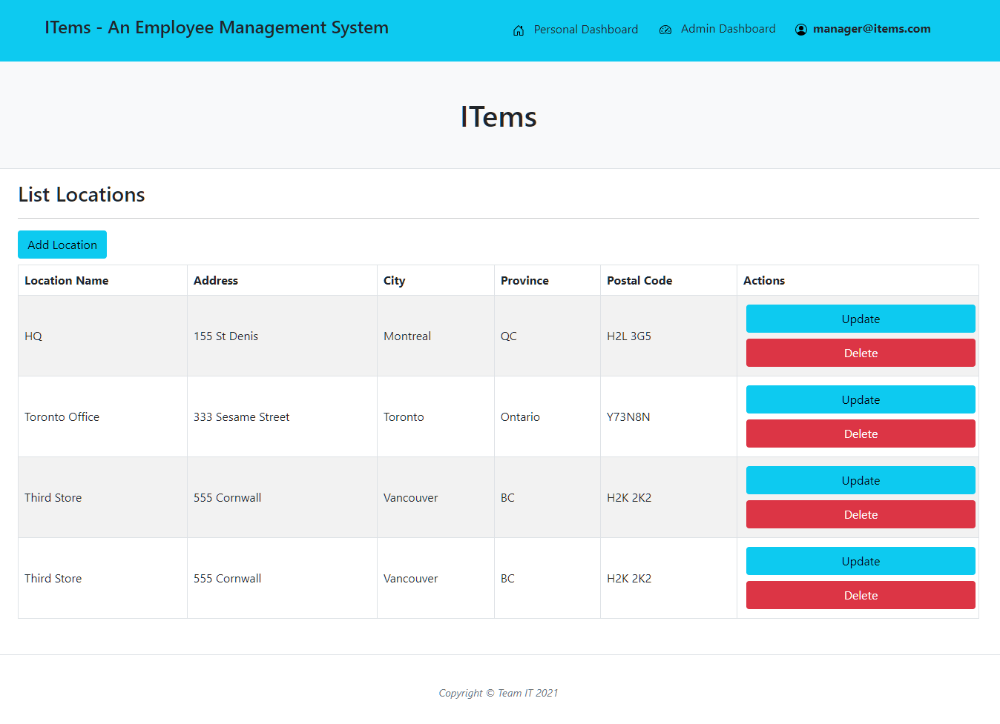 ITems - An Employee Management System
Personal Dashboard
Admin Dashboard
manager@items.com
ITems
List Locations
Add Location
Location Name Address City Province Postal Code Actions
HQ 155 St Denis Montreal QC H2L 3G5
Update
Delete
Toronto Office 333 Sesame Street Toronto Ontario Y73N8N
Update
Delete
Third Store 555 Cornwall Vancouver BC H2K 2K2
Update
Delete
Third Store 555 Cornwall Vancouver BC H2K 2K2
Update
Delete
Copyright © Team IT 2021